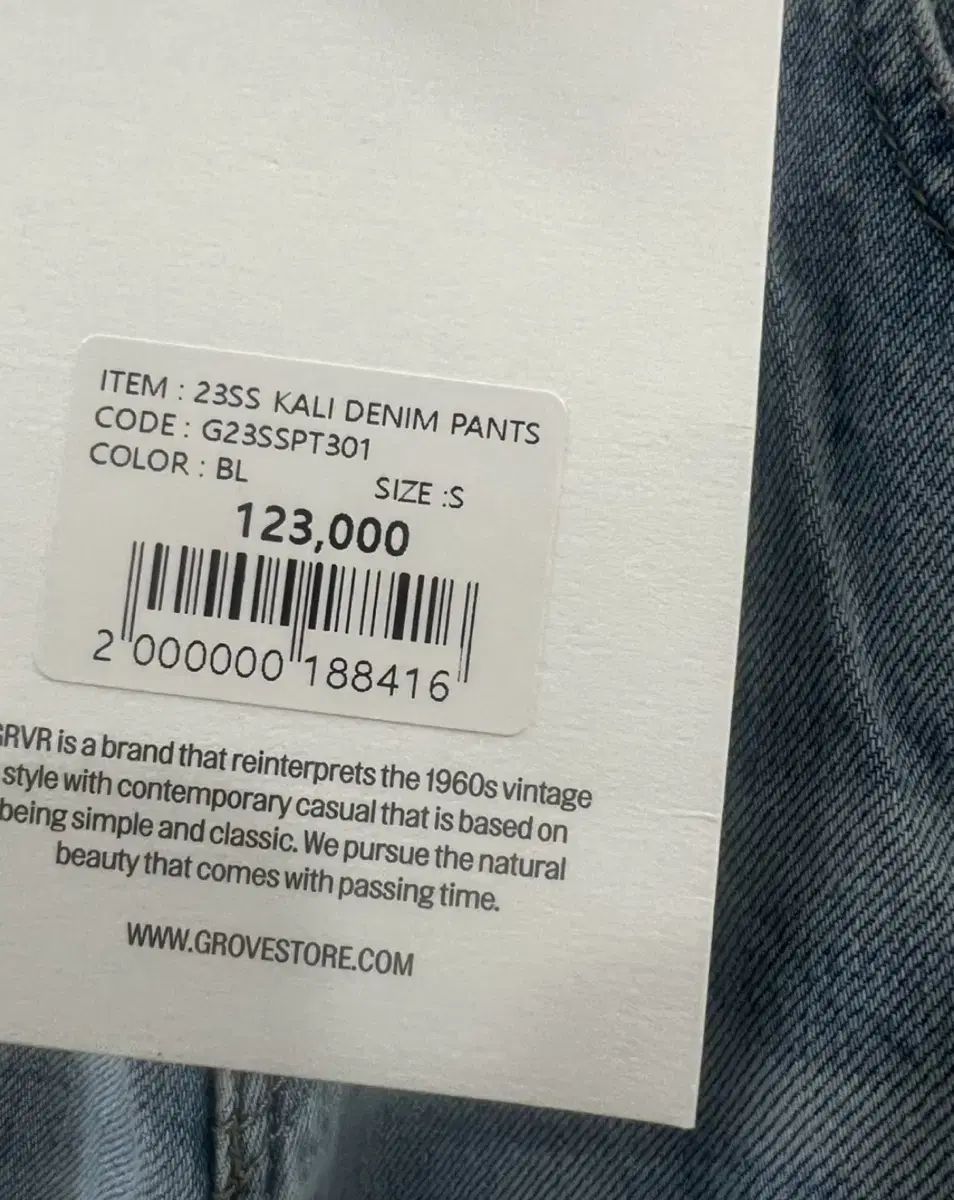 ITEM : 23SS KALI DENIM PANTS
CODE : G23SSPT301
COLOR : BL SIZE :S
123,000
2 000000 188416
GRVR is a brand that reinterprets the 1960s vintage
style with contemporary casual that is based on
being simple and classic. We pursue the natural
beauty that comes with passing time.
WWW.GROVESTORE.COM